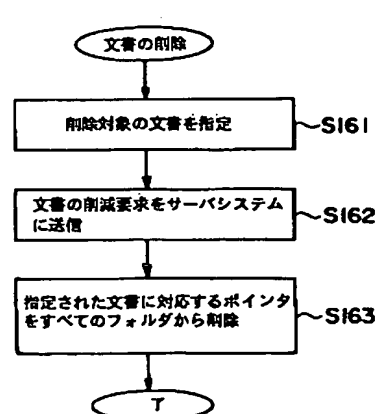 文書の削除
削除対象の文書を指定
S161
文書の削減要求をサーバシステム
に送信
S162
指定された文書に対応するポインタ
をすべてのフォルダから削除
S163
了